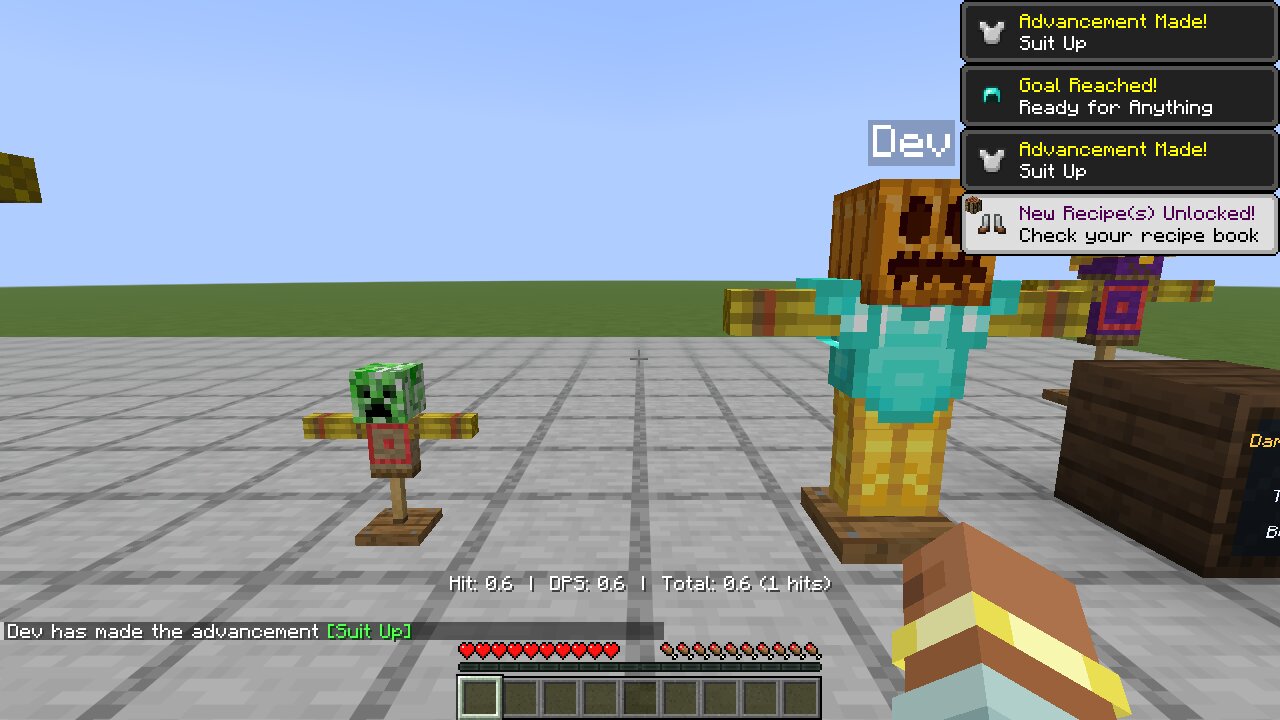 Advancement Made!
Suit Up
Goal Reached!
Ready for Anything
Advancement Made!
Suit Up
New Recipe(s) Unlocked!
Check your recipe book
Dev
Hit: 0.6 | DPS: 0.6 | Total: 0.6 (1 hits)
Dev has made the advancement [Suit Up]